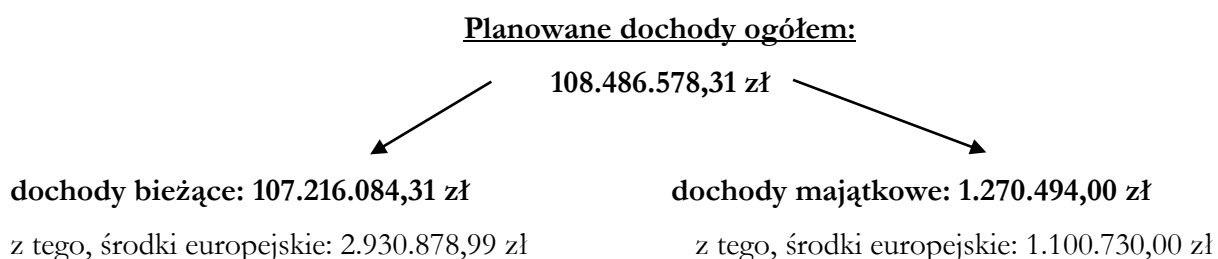 Planowane dochody ogółem:
108.486.578,31 zł
dochody bieżące: 107.216.084,31 zł
dochody majątkowe: 1.270.494,00 zł
z tego, środki europejskie: 2.930.878,99 zł
z tego, środki europejskie: 1.100.730,00 zł